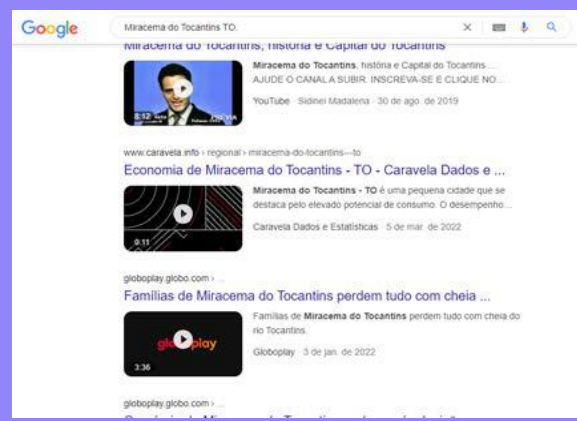 Google
Miracema do Tocantins TO.
Miracema do Tocantins, história e Capital do Tocantins
Miracema do Tocantins, história e Capital do Tocantins ...
AJUDE O CANAL A SUBIR. INSCREVA-SE E CLIQUE NO...
8:12
YouTube · Sidinei Madalena · 30 de ago. de 2019
www.caravela.info › regional › miracema-do-tocantins---to
Economia de Miracema do Tocantins - TO - Caravela Dados e ...
Miracema do Tocantins - TO é uma pequena cidade que se
destaca pelo elevado potencial de consumo. O desempenho...
0:11
Caravela Dados e Estatísticas · 5 de mar. de 2022
globoplay.globo.com › ...
Famílias de Miracema do Tocantins perdem tudo com cheia ...
Famílias de Miracema do Tocantins perdem tudo com cheia do
rio Tocantins.
globoplay
Globoplay · 3 de jan. de 2022
3:36
globoplay.globo.com › ...